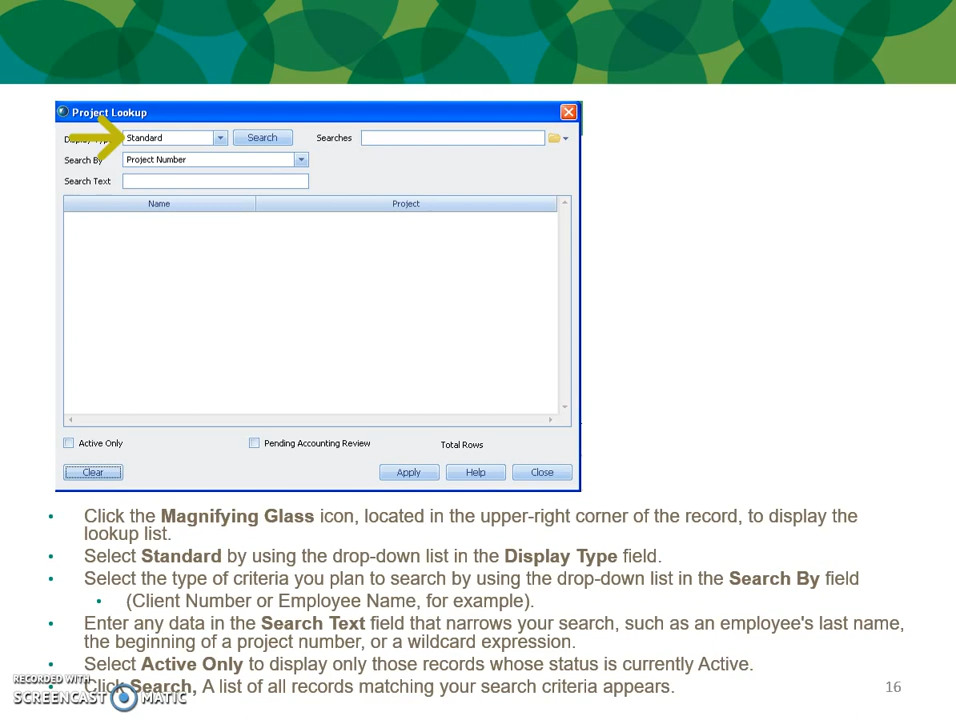 Project Lookup
Display Type Standard Search Searches
Search By Project Number
Search Text
Name Project
Active Only Pending Accounting Review Total Rows
Clear Apply Help Close
• Click the Magnifying Glass icon, located in the upper-right corner of the record, to display the
lookup list.
• Select Standard by using the drop-down list in the Display Type field.
• Select the type of criteria you plan to search by using the drop-down list in the Search By field
• (Client Number or Employee Name, for example).
• Enter any data in the Search Text field that narrows your search, such as an employee's last name,
the beginning of a project number, or a wildcard expression.
• Select Active Only to display only those records whose status is currently Active.
• Click Search, A list of all records matching your search criteria appears.
RECORDED WITH
SCREENCAST MATIC
16